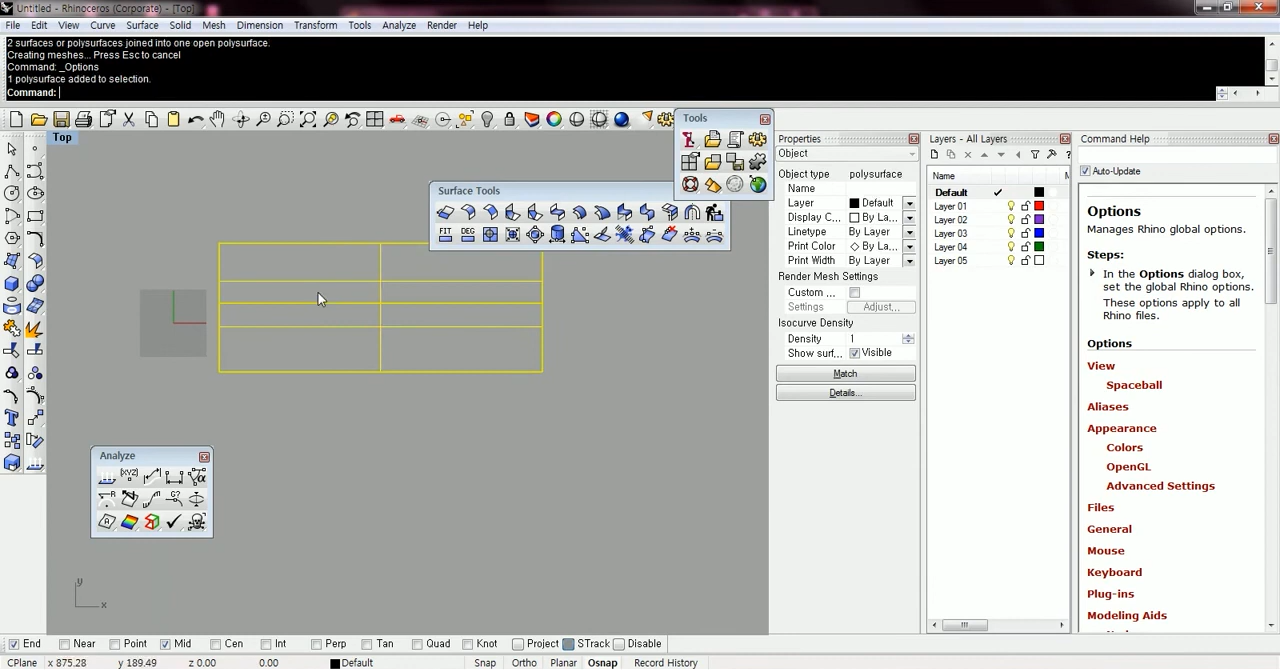 Untitled - Rhinoceros (Corporate) - [Top]
File Edit View Curve Surface Solid Mesh Dimension Transform Tools Analyze Render Help
2 surfaces or polysurfaces joined into one open polysurface.
Creating meshes... Press Esc to cancel
Command: _Options
1 polysurface added to selection.
Command:
Top
Tools
Surface Tools
FIT DEG
Analyze
(XYZ)
R G?
A
y
x
Properties
Object
Object type polysurface
Name
Layer Default
Display C... By La...
Linetype By Layer
Print Color By La...
Print Width By Layer
Render Mesh Settings
Custom ...
Settings Adjust,..
Isocurve Density
Density 1
Show surf... Visible
Match
Details...
Layers - All Layers
Name M
Default
Layer 01
Layer 02
Layer 03
Layer 04
Layer 05
Command Help
Auto-Update
Options
Manages Rhino global options.
Steps:
In the Options dialog box,
set the global Rhino options.
These options apply to all
Rhino files.
Options
View
Spaceball
Aliases
Appearance
Colors
OpenGL
Advanced Settings
Files
General
Mouse
Keyboard
Plug-ins
Modeling Aids
End Near Point Mid Cen Int Perp Tan Quad Knot Project STrack Disable
CPlane x 875.28 y 189.49 z 0.00 0.00 Default Snap Ortho Planar Osnap Record History